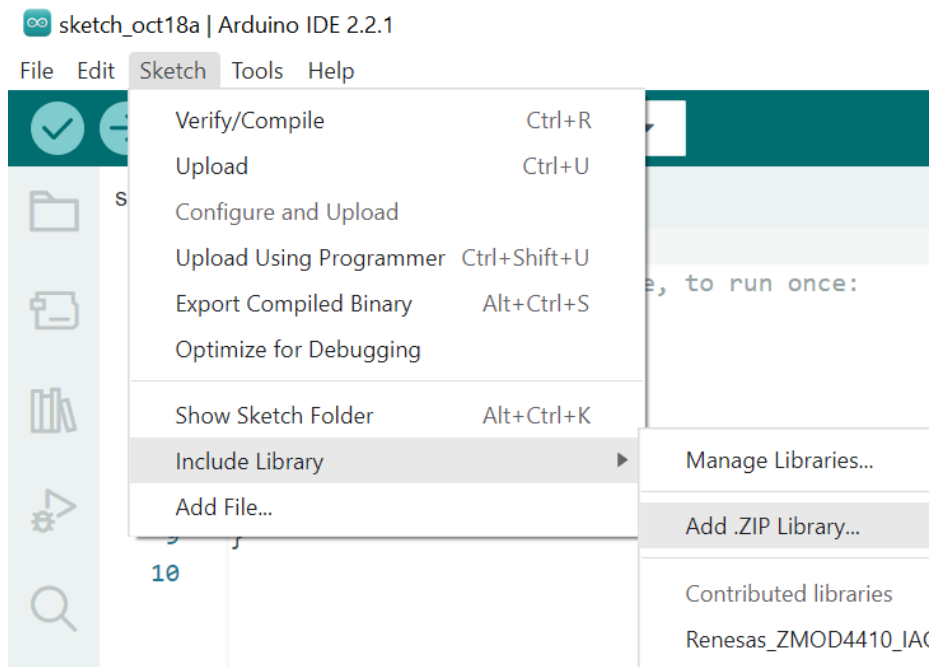 sketch_oct18a | Arduino IDE 2.2.1
File Edit Sketch Tools Help
Verify/Compile Ctrl+R
Upload Ctrl+U
Configure and Upload
Upload Using Programmer Ctrl+Shift+U
Export Compiled Binary Alt+Ctrl+S
Optimize for Debugging
Show Sketch Folder Alt+Ctrl+K
Include Library
Add File...
to run once:
Manage Libraries...
Add .ZIP Library...
Contributed libraries
Renesas_ZMOD4410_IAQ
10